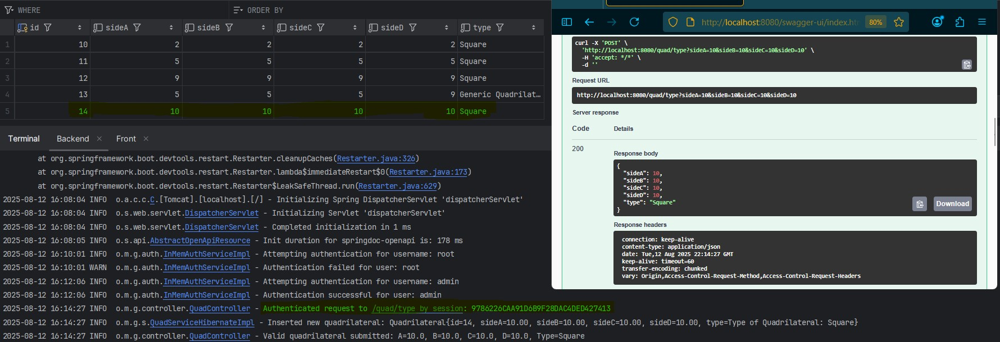 WHERE ORDER BY
id sideA sideB sideC sideD type
1 10 2 2 2 2 Square
2 11 5 5 5 5 Square
3 12 9 9 9 9 Square
4 13 5 5 5 9 Generic Quadrilat…
5 14 10 10 10 10 Square
Terminal Backend × Front ×
at org.springframework.boot.devtools.restart.Restarter.cleanupCaches(Restarter.java:326)
at org.springframework.boot.devtools.restart.Restarter.lambda$immediateRestart$0(Restarter.java:173)
at org.springframework.boot.devtools.restart.Restarter$LeakSafeThread.run(Restarter.java:629)
2025-08-12 16:08:04 INFO o.a.c.c.C.[Tomcat].[localhost].[/] - Initializing Spring DispatcherServlet 'dispatcherServlet'
2025-08-12 16:08:04 INFO o.s.web.servlet.DispatcherServlet - Initializing Servlet 'dispatcherServlet'
2025-08-12 16:08:04 INFO o.s.web.servlet.DispatcherServlet - Completed initialization in 1 ms
2025-08-12 16:08:05 INFO o.s.api.AbstractOpenApiResource - Init duration for springdoc-openapi is: 178 ms
2025-08-12 16:10:01 INFO o.m.g.auth.InMemAuthServiceImpl - Attempting authentication for username: root
2025-08-12 16:10:01 WARN o.m.g.auth.InMemAuthServiceImpl - Authentication failed for user: root
2025-08-12 16:12:06 INFO o.m.g.auth.InMemAuthServiceImpl - Attempting authentication for username: admin
2025-08-12 16:12:06 INFO o.m.g.auth.InMemAuthServiceImpl - Authentication successful for user: admin
2025-08-12 16:14:27 INFO o.m.g.controller.QuadController - Authenticated request to /quad/type by session: 9786226CAA91D6B9F28DAC4DED427413
2025-08-12 16:14:27 INFO o.m.g.s.QuadServiceHibernateImpl - Inserted new quadrilateral: Quadrilateral{id=14, sideA=10.00, sideB=10.00, sideC=10.00, sideD=10.00, type=Type of Quadrilateral: Square}
2025-08-12 16:14:27 INFO o.m.g.controller.QuadController - Valid quadrilateral submitted: A=10.0, B=10.0, C=10.0, D=10.0, Type=Square
http://localhost:8080/swagger-ui/index.ht 80%
curl -X 'POST' \
'http://localhost:8080/quad/type?sideA=10&sideB=10&sideC=10&sideD=10' \
-H 'accept: */*' \
-d ''
Request URL
http://localhost:8080/quad/type?sideA=10&sideB=10&sideC=10&sideD=10
Server response
Code Details
200
Response body
{
"sideA": 10,
"sideB": 10,
"sideC": 10,
"sideD": 10,
"type": "Square"
}
Download
Response headers
connection: keep-alive
content-type: application/json
date: Tue,12 Aug 2025 22:14:27 GMT
keep-alive: timeout=60
transfer-encoding: chunked
vary: Origin,Access-Control-Request-Method,Access-Control-Request-Headers